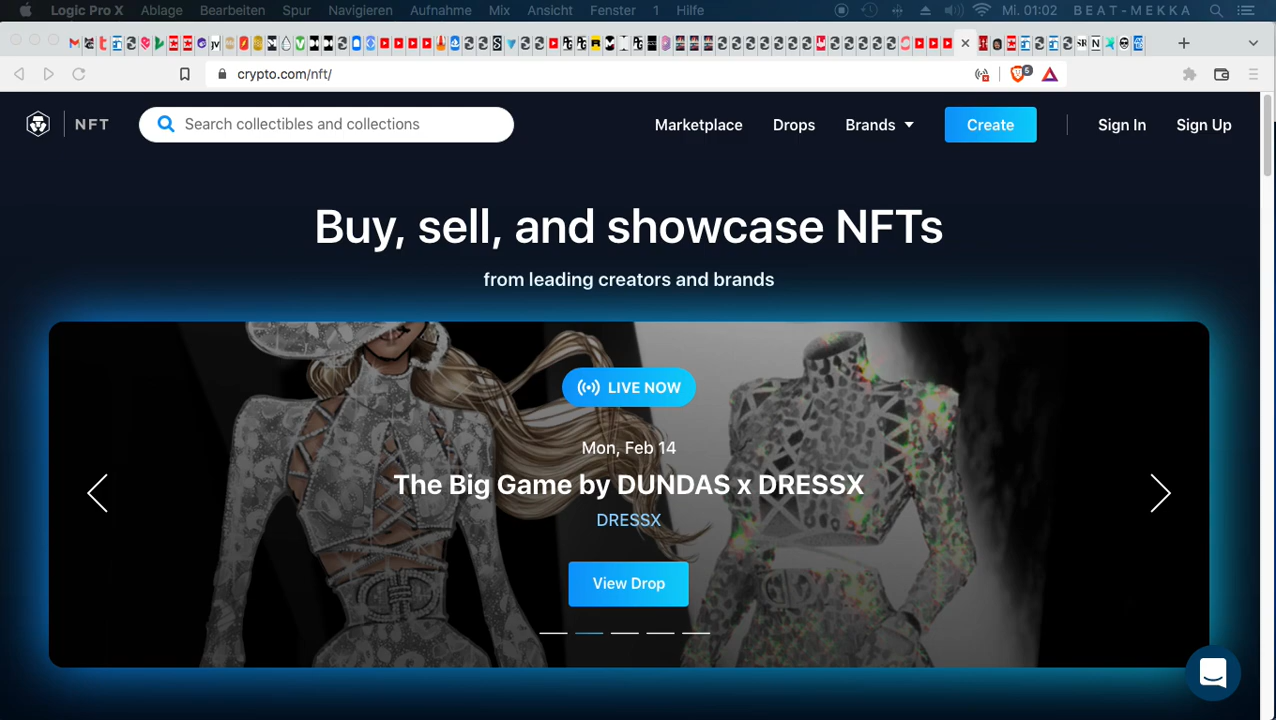 Logic Pro X Ablage Bearbeiten Spur Navigieren Aufnahme Mix Ansicht Fenster 1 Hilfe Mi. 01:02 BEAT-MEKKA
crypto.com/nft/ 5
NFT Search collectibles and collections Marketplace Drops Brands Create Sign In Sign Up
Buy, sell, and showcase NFTs
from leading creators and brands
LIVE NOW
Mon, Feb 14
The Big Game by DUNDAS x DRESSX
DRESSX
View Drop